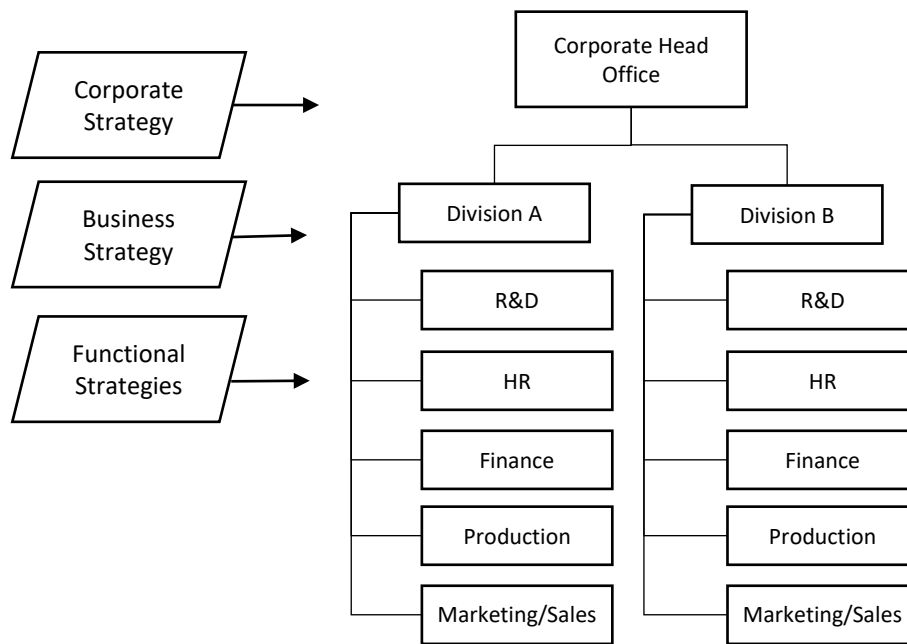 Corporate Head
Office
Corporate
Strategy
Business
Strategy
Functional
Strategies
Division A
R&D
HR
Finance
Production
Marketing/Sales
Division B
R&D
HR
Finance
Production
Marketing/Sales